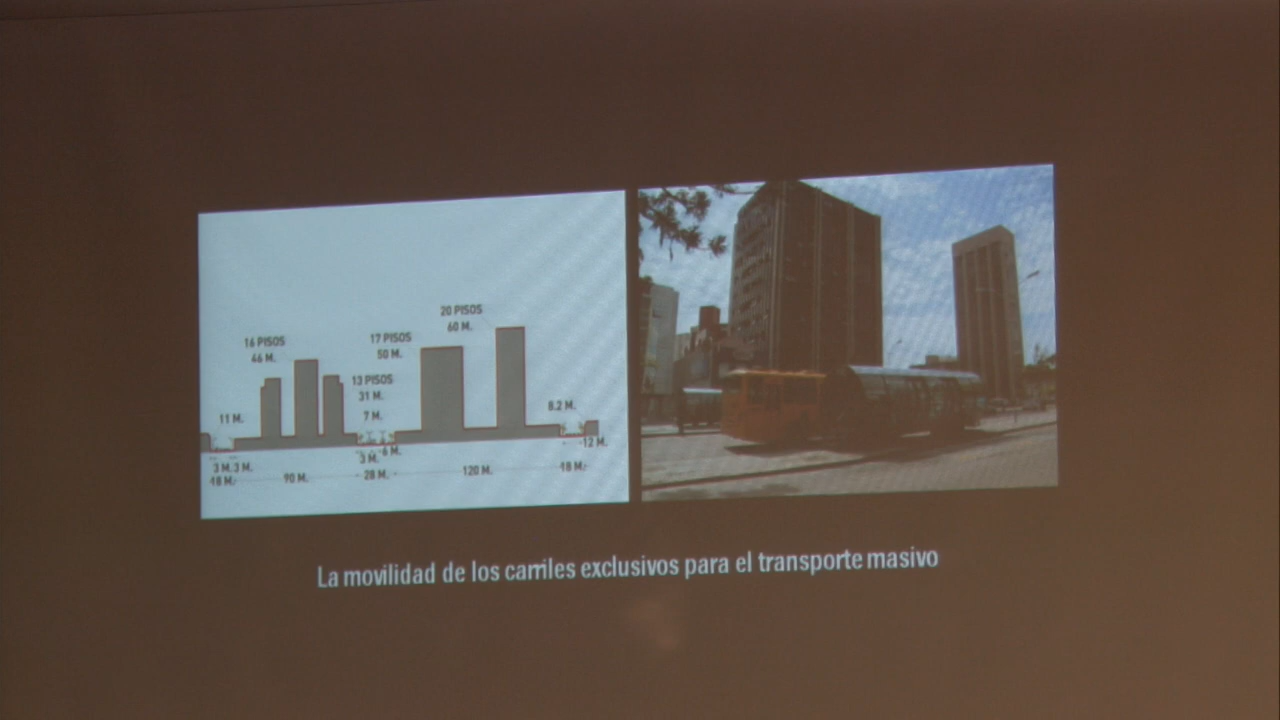 20 PISOS
60 M.
16 PISOS
46 M.
17 PISOS
50 M.
13 PISOS
31 M.
7 M.
11 M.
8.2 M.
6 M.
12 M.
3 M. 3 M.
3 M.
18 M.
90 M.
28 M.
120 M.
18 M.
La movilidad de los carriles exclusivos para el transporte masivo